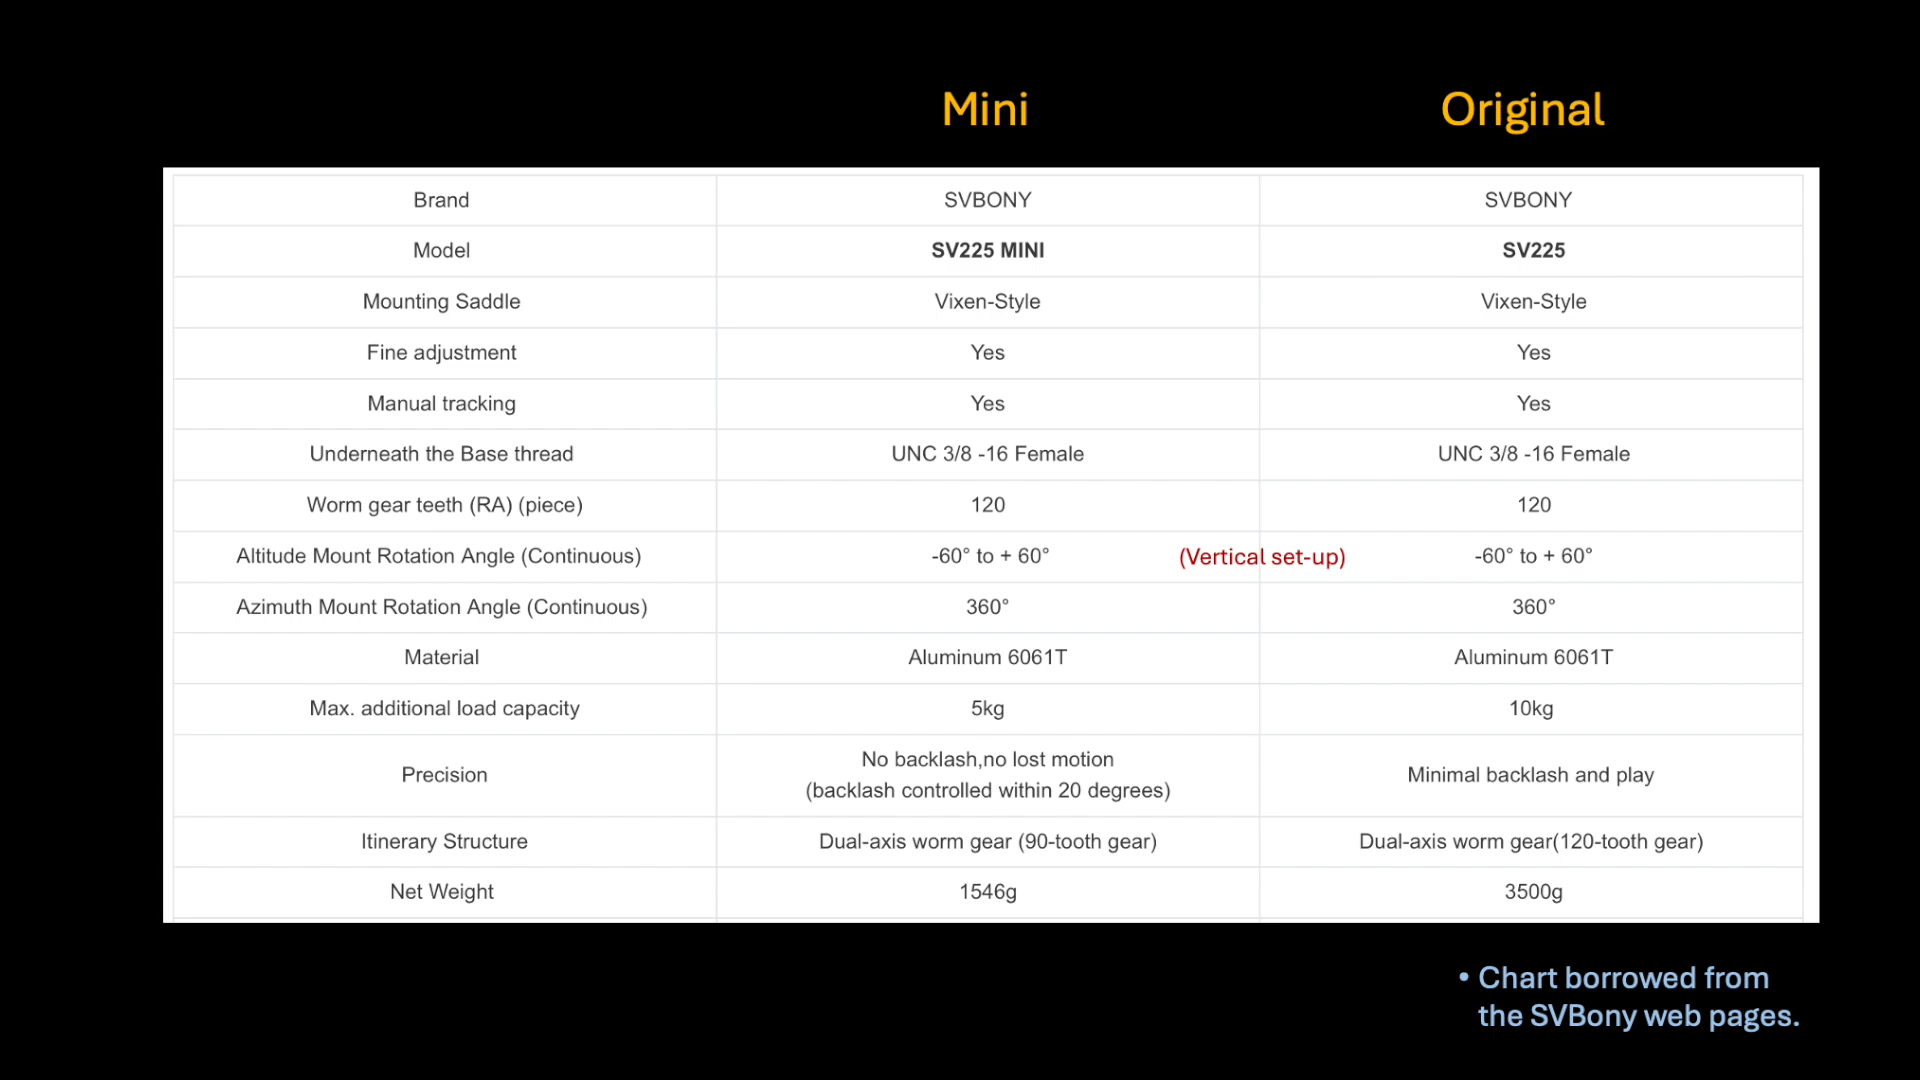 Mini Original
Brand SVBONY SVBONY
Model SV225 MINI SV225
Mounting Saddle Vixen-Style Vixen-Style
Fine adjustment Yes Yes
Manual tracking Yes Yes
Underneath the Base thread UNC 3/8 -16 Female UNC 3/8 -16 Female
Worm gear teeth (RA) (piece) 120 120
Altitude Mount Rotation Angle (Continuous) -60° to + 60° (Vertical set-up) -60° to + 60°
Azimuth Mount Rotation Angle (Continuous) 360° 360°
Material Aluminum 6061T Aluminum 6061T
Max. additional load capacity 5kg 10kg
Precision No backlash,no lost motion
(backlash controlled within 20 degrees) Minimal backlash and play
Itinerary Structure Dual-axis worm gear (90-tooth gear) Dual-axis worm gear(120-tooth gear)
Net Weight 1546g 3500g
• Chart borrowed from
the SVBony web pages.